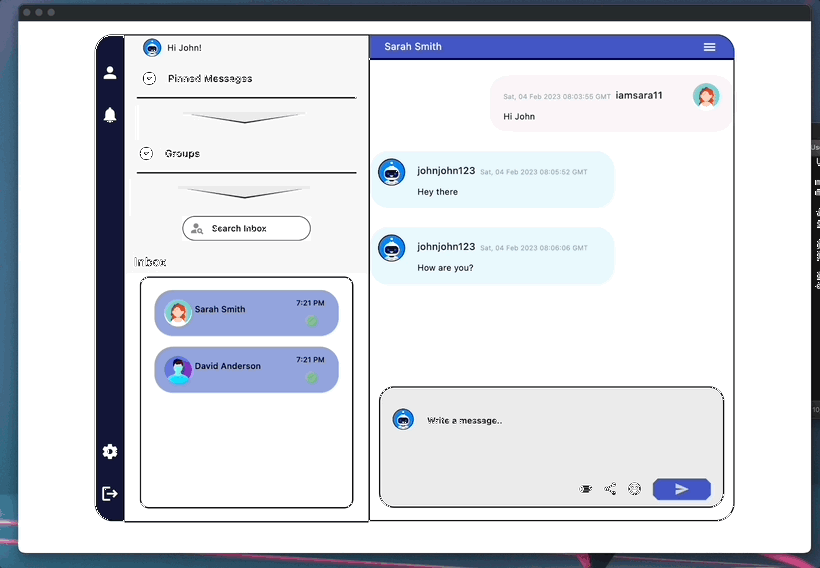 Hi John!
Pinned Messages
Groups
Search Inbox
Inbox
Sarah Smith
7:21 PM
David Anderson
7:21 PM
Sarah Smith
Sat, 04 Feb 2023 08:03:55 GMT iamsara11
Hi John
johnjohn123 Sat, 04 Feb 2023 08:05:52 GMT
Hey there
johnjohn123 Sat, 04 Feb 2023 08:06:06 GMT
How are you?
Write a message..